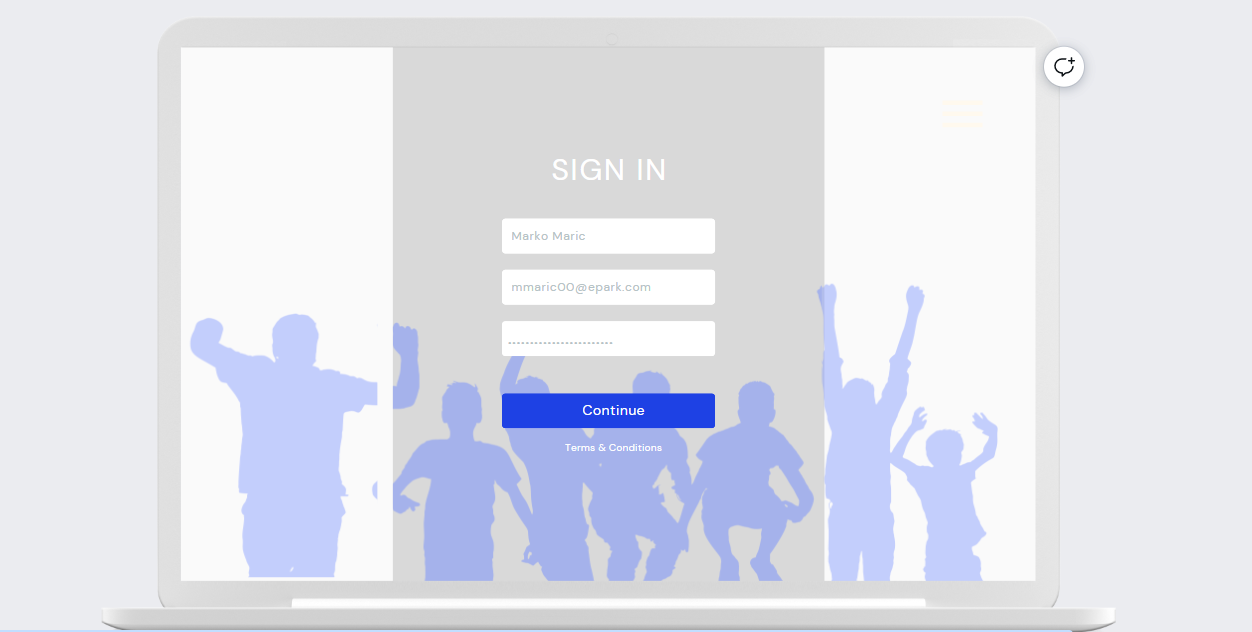 SIGN IN
Marko Maric
mmaric00@epark.com
Continue
Terms & Conditions